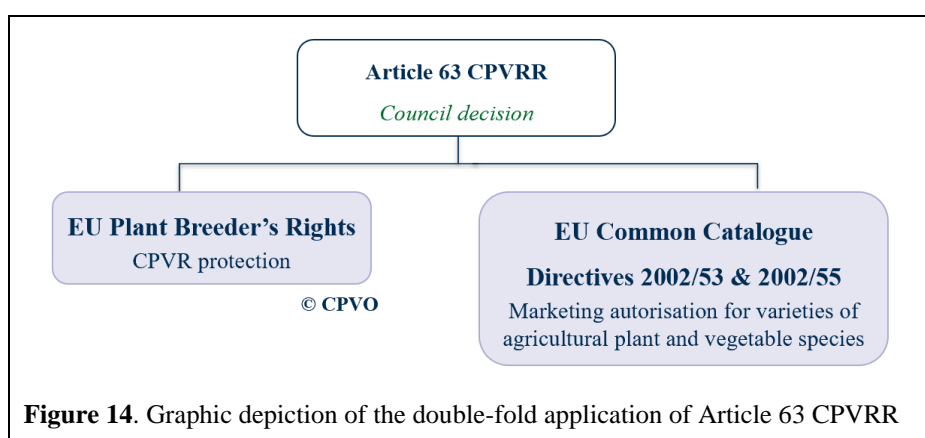 Article 63 CPVRR
Council decision
EU Plant Breeder’s Rights
CPVR protection
© CPVO
EU Common Catalogue
Directives 2002/53 & 2002/55
Marketing autorisation for varieties of
agricultural plant and vegetable species
Figure 14. Graphic depiction of the double-fold application of Article 63 CPVRR